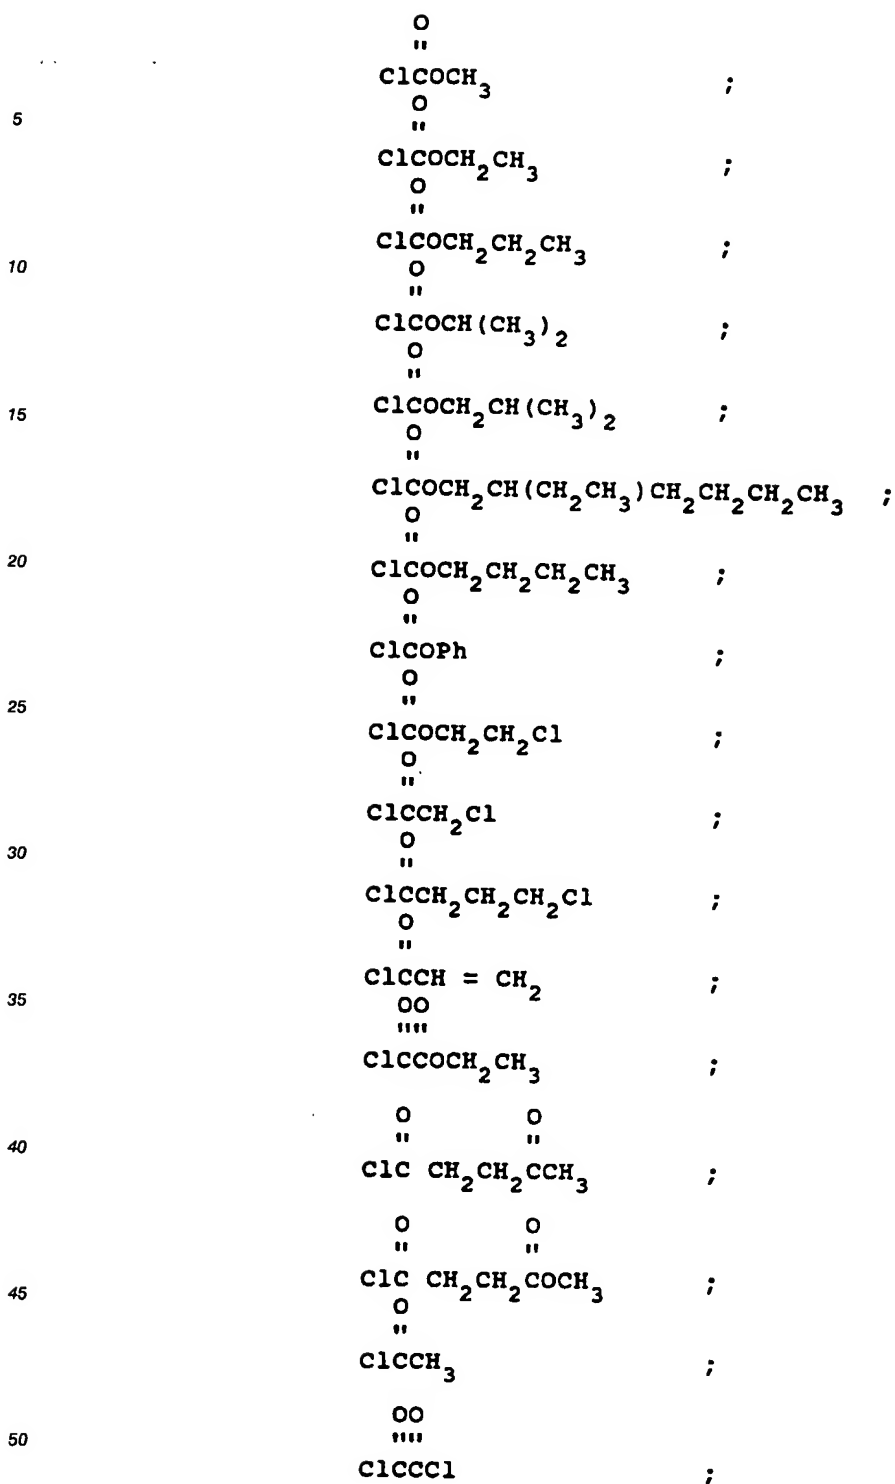 O
"
ClCOCH3 ;
O
5
"
ClCOCH2CH3 ;
O
"
ClCOCH2CH2CH3 ;
10
O
"
ClCOCH(CH3)2 ;
O
"
15
ClCOCH2CH(CH3)2 ;
O
"
ClCOCH2CH(CH2CH3)CH2CH2CH2CH3 ;
O
"
20
ClCOCH2CH2CH2CH3 ;
O
"
ClCOPh ;
O
25
"
ClCOCH2CH2Cl ;
O
"
ClCCH2Cl ;
30
O
"
ClCCH2CH2CH2Cl ;
O
"
ClCCH = CH2 ;
35
OO
""
ClCCOCH2CH3 ;
O O
40
" "
ClC CH2CH2CCH3 ;
O O
" "
45
ClC CH2CH2COCH3 ;
O
"
ClCCH3 ;
OO
50
""
ClCCCl ;